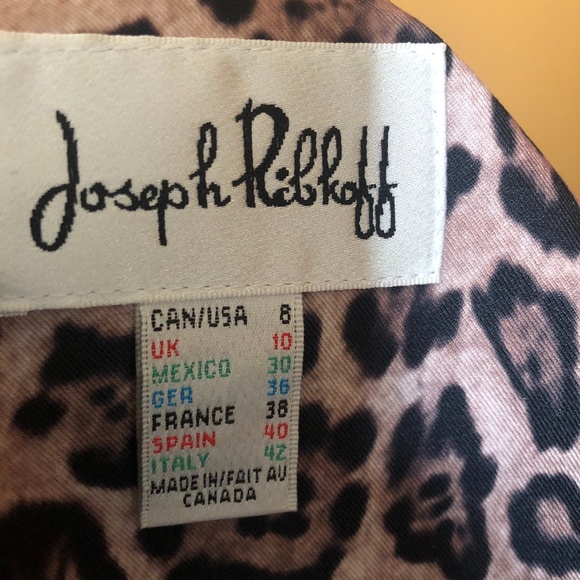 Joseph Ribkoff
CAN/USA 8
UK 10
MEXICO 30
GER 36
FRANCE 38
SPAIN 40
ITALY 42
MADE IN/FAIT AU
CANADA